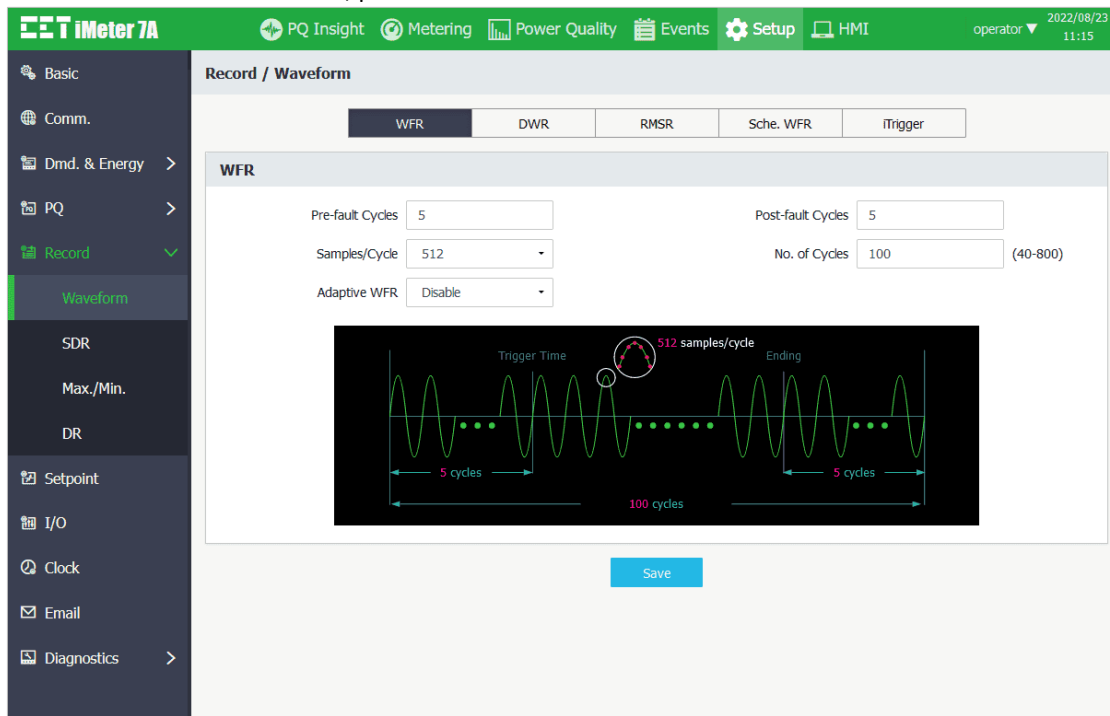 CET iMeter 7A
PQ Insight Metering Power Quality Events Setup HMI operator ▼ 2022/08/23
11:15
Basic
Comm.
Dmd. & Energy >
PQ >
Record
Waveform
SDR
Max./Min.
DR
Setpoint
I/O
Clock
Email
Diagnostics >
Record / Waveform
WFR DWR RMSR Sche. WFR iTrigger
WFR
Pre-fault Cycles 5 Post-fault Cycles 5
Samples/Cycle 512 No. of Cycles 100 (40-800)
Adaptive WFR Disable
512 samples/cycle
Trigger Time Ending
5 cycles 5 cycles
100 cycles
Save